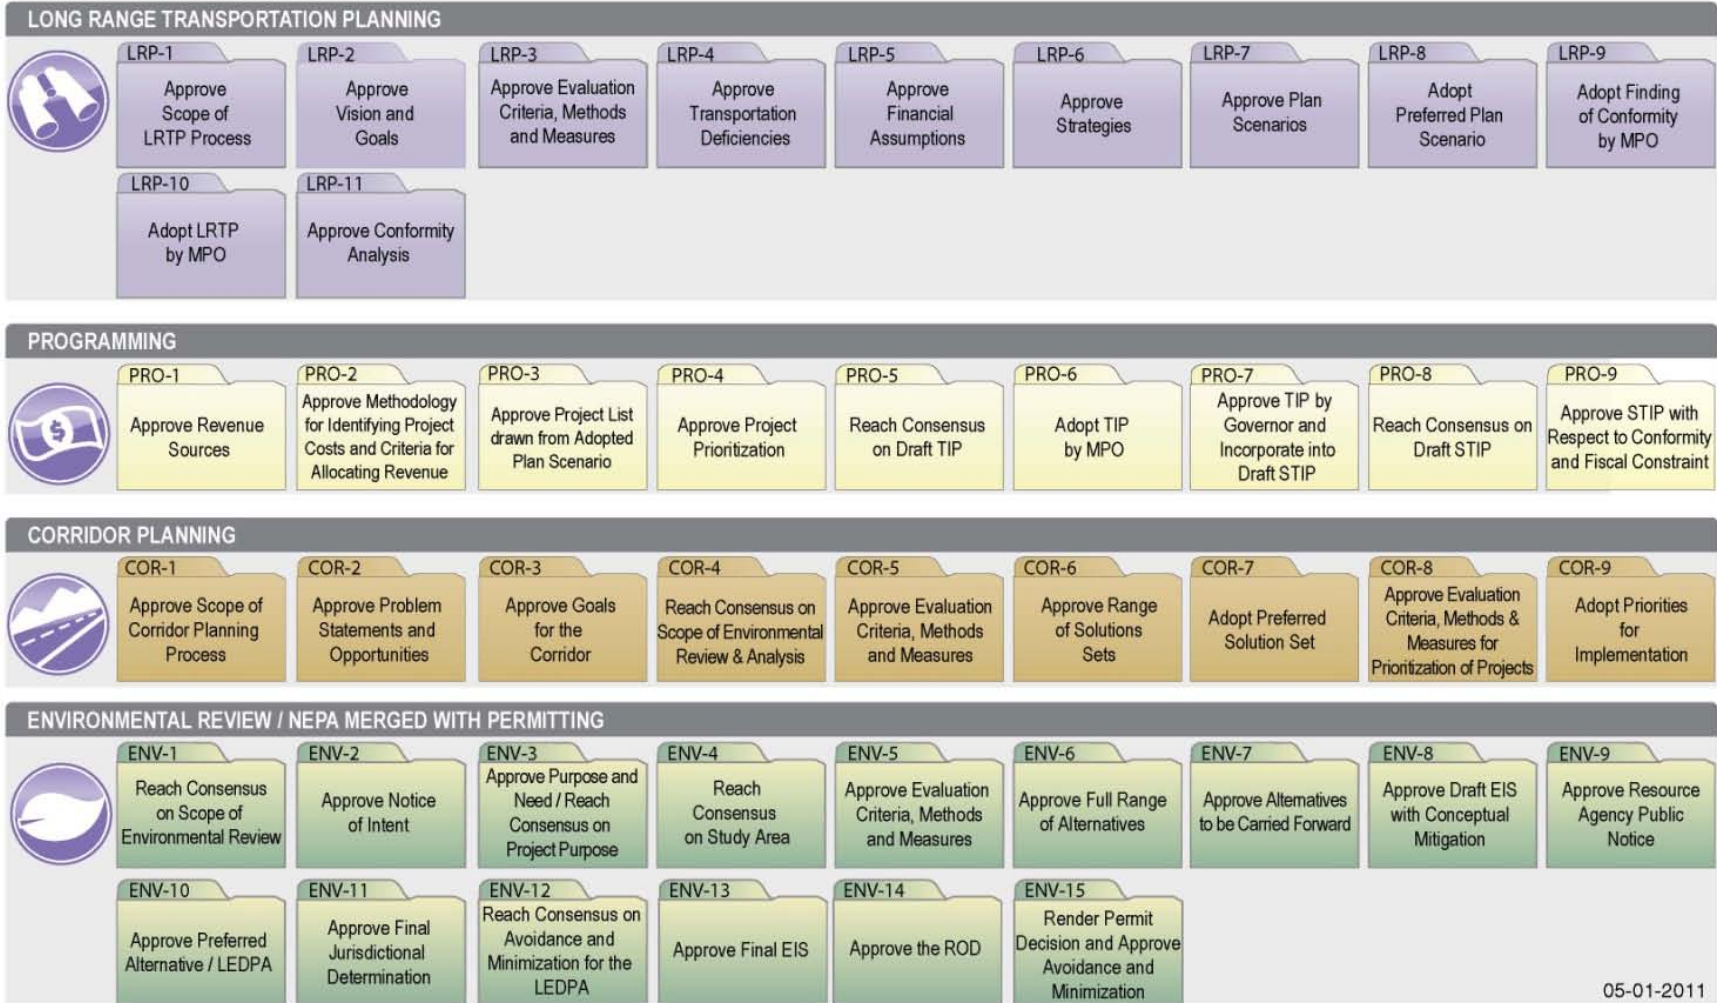 LONG RANGE TRANSPORTATION PLANNING
LRP-1
Approve
Scope of
LRTP Process
LRP-2
Approve
Vision and
Goals
LRP-3
Approve Evaluation
Criteria, Methods
and Measures
LRP-4
Approve
Transportation
Deficiencies
LRP-5
Approve
Financial
Assumptions
LRP-6
Approve
Strategies
LRP-7
Approve Plan
Scenarios
LRP-8
Adopt
Preferred Plan
Scenario
LRP-9
Adopt Finding
of Conformity
by MPO
LRP-10
Adopt LRTP
by MPO
LRP-11
Approve Conformity
Analysis
PROGRAMMING
$
PRO-1
Approve Revenue
Sources
PRO-2
Approve Methodology
for Identifying Project
Costs and Criteria for
Allocating Revenue
PRO-3
Approve Project List
drawn from Adopted
Plan Scenario
PRO-4
Approve Project
Prioritization
PRO-5
Reach Consensus
on Draft TIP
PRO-6
Adopt TIP
by MPO
PRO-7
Approve TIP by
Governor and
Incorporate into
Draft STIP
PRO-8
Reach Consensus on
Draft STIP
PRO-9
Approve STIP with
Respect to Conformity
and Fiscal Constraint
CORRIDOR PLANNING
COR-1
Approve Scope of
Corridor Planning
Process
COR-2
Approve Problem
Statements and
Opportunities
COR-3
Approve Goals
for the
Corridor
COR-4
Reach Consensus on
Scope of Environmental
Review & Analysis
COR-5
Approve Evaluation
Criteria, Methods
and Measures
COR-6
Approve Range
of Solutions
Sets
COR-7
Adopt Preferred
Solution Set
COR-8
Approve Evaluation
Criteria, Methods &
Measures for
Prioritization of Projects
COR-9
Adopt Priorities
for
Implementation
ENVIRONMENTAL REVIEW / NEPA MERGED WITH PERMITTING
ENV-1
Reach Consensus
on Scope of
Environmental Review
ENV-2
Approve Notice
of Intent
ENV-3
Approve Purpose and
Need / Reach
Consensus on
Project Purpose
ENV-4
Reach
Consensus
on Study Area
ENV-5
Approve Evaluation
Criteria, Methods
and Measures
ENV-6
Approve Full Range
of Alternatives
ENV-7
Approve Alternatives
to be Carried Forward
ENV-8
Approve Draft EIS
with Conceptual
Mitigation
ENV-9
Approve Resource
Agency Public
Notice
ENV-10
Approve Preferred
Alternative / LEDPA
ENV-11
Approve Final
Jurisdictional
Determination
ENV-12
Reach Consensus on
Avoidance and
Minimization for the
LEDPA
ENV-13
Approve Final EIS
ENV-14
Approve the ROD
ENV-15
Render Permit
Decision and Approve
Avoidance and
Minimization
05-01-2011